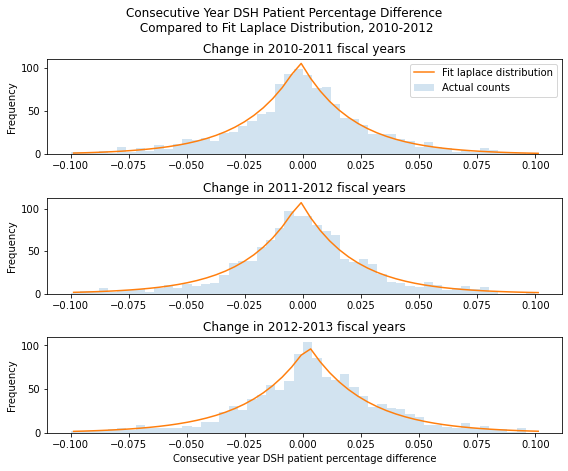 Consecutive Year DSH Patient Percentage Difference
Compared to Fit Laplace Distribution, 2010-2012
Change in 2010-2011 fiscal years
Frequency
100
50
0
Fit laplace distribution
Actual counts
−0.100 −0.075 −0.050 −0.025 0.000 0.025 0.050 0.075 0.100
Change in 2011-2012 fiscal years
Frequency
100
50
0
−0.100 −0.075 −0.050 −0.025 0.000 0.025 0.050 0.075 0.100
Change in 2012-2013 fiscal years
Frequency
100
50
0
−0.100 −0.075 −0.050 −0.025 0.000 0.025 0.050 0.075 0.100
Consecutive year DSH patient percentage difference